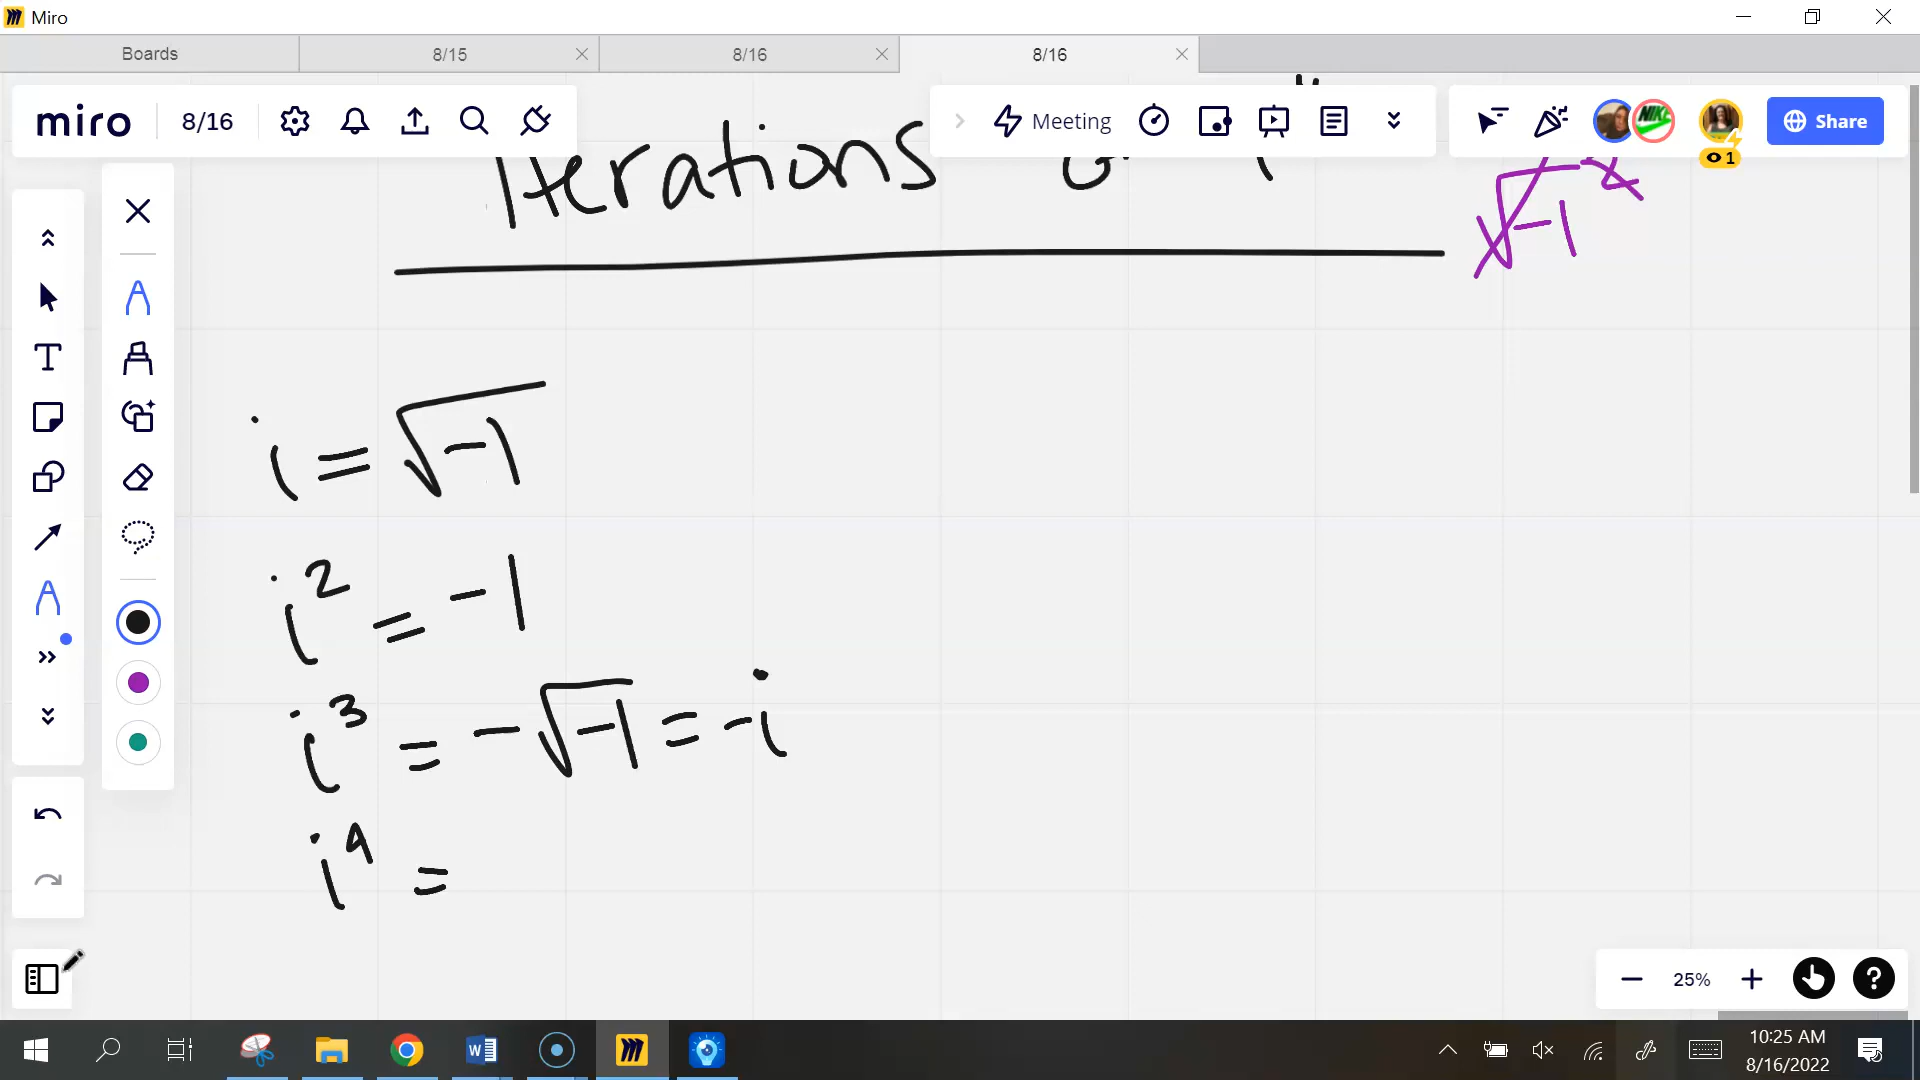 Miro
Boards 8/15 8/16 8/16
miro 8/16 Meeting Share
1
Iterations
√-1
i = √-1
i² = -1
i³ = -√-1 = -i
i⁴ =
25%
10:25 AM
8/16/2022